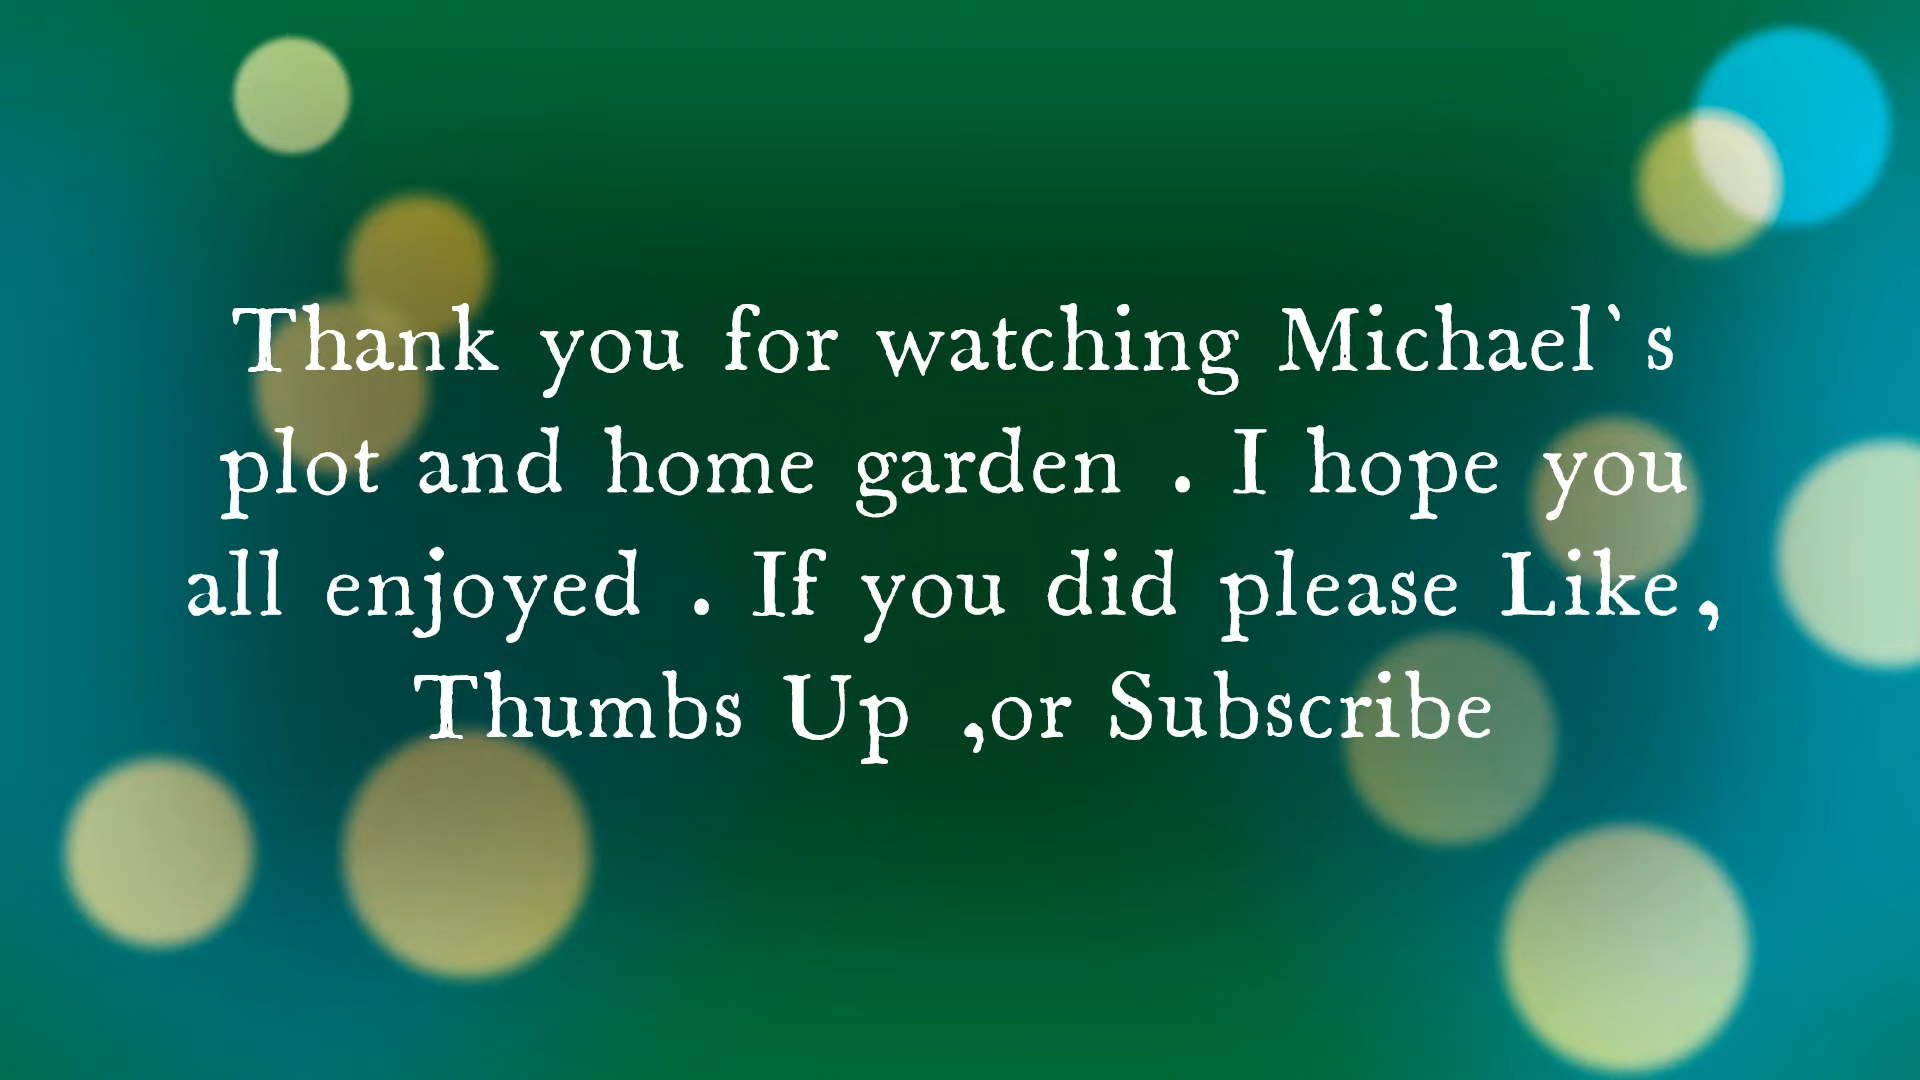 Thank you for watching Michael`s
plot and home garden . I hope you
all enjoyed . If you did please Like,
Thumbs Up ,or Subscribe